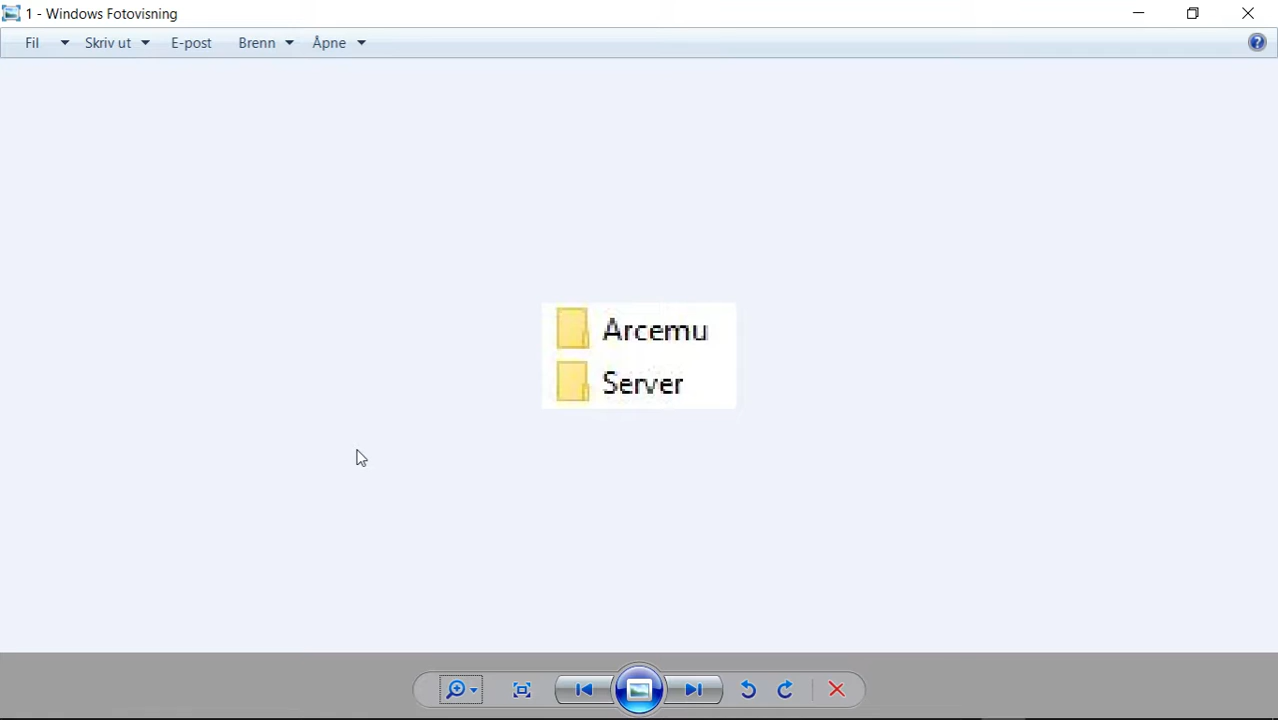 1 - Windows Fotovisning
Fil Skriv ut E-post Brenn Åpne
Arcemu
Server